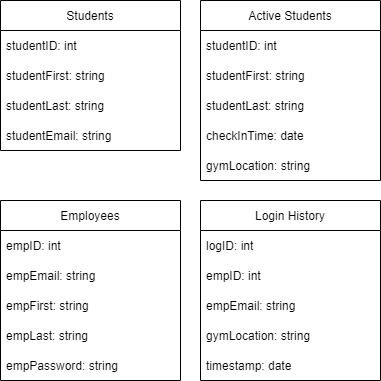 Students
studentID: int
studentFirst: string
studentLast: string
studentEmail: string
Active Students
studentID: int
studentFirst: string
studentLast: string
checkInTime: date
gymLocation: string
Employees
empID: int
empEmail: string
empFirst: string
empLast: string
empPassword: string
Login History
logID: int
empID: int
empEmail: string
gymLocation: string
timestamp: date